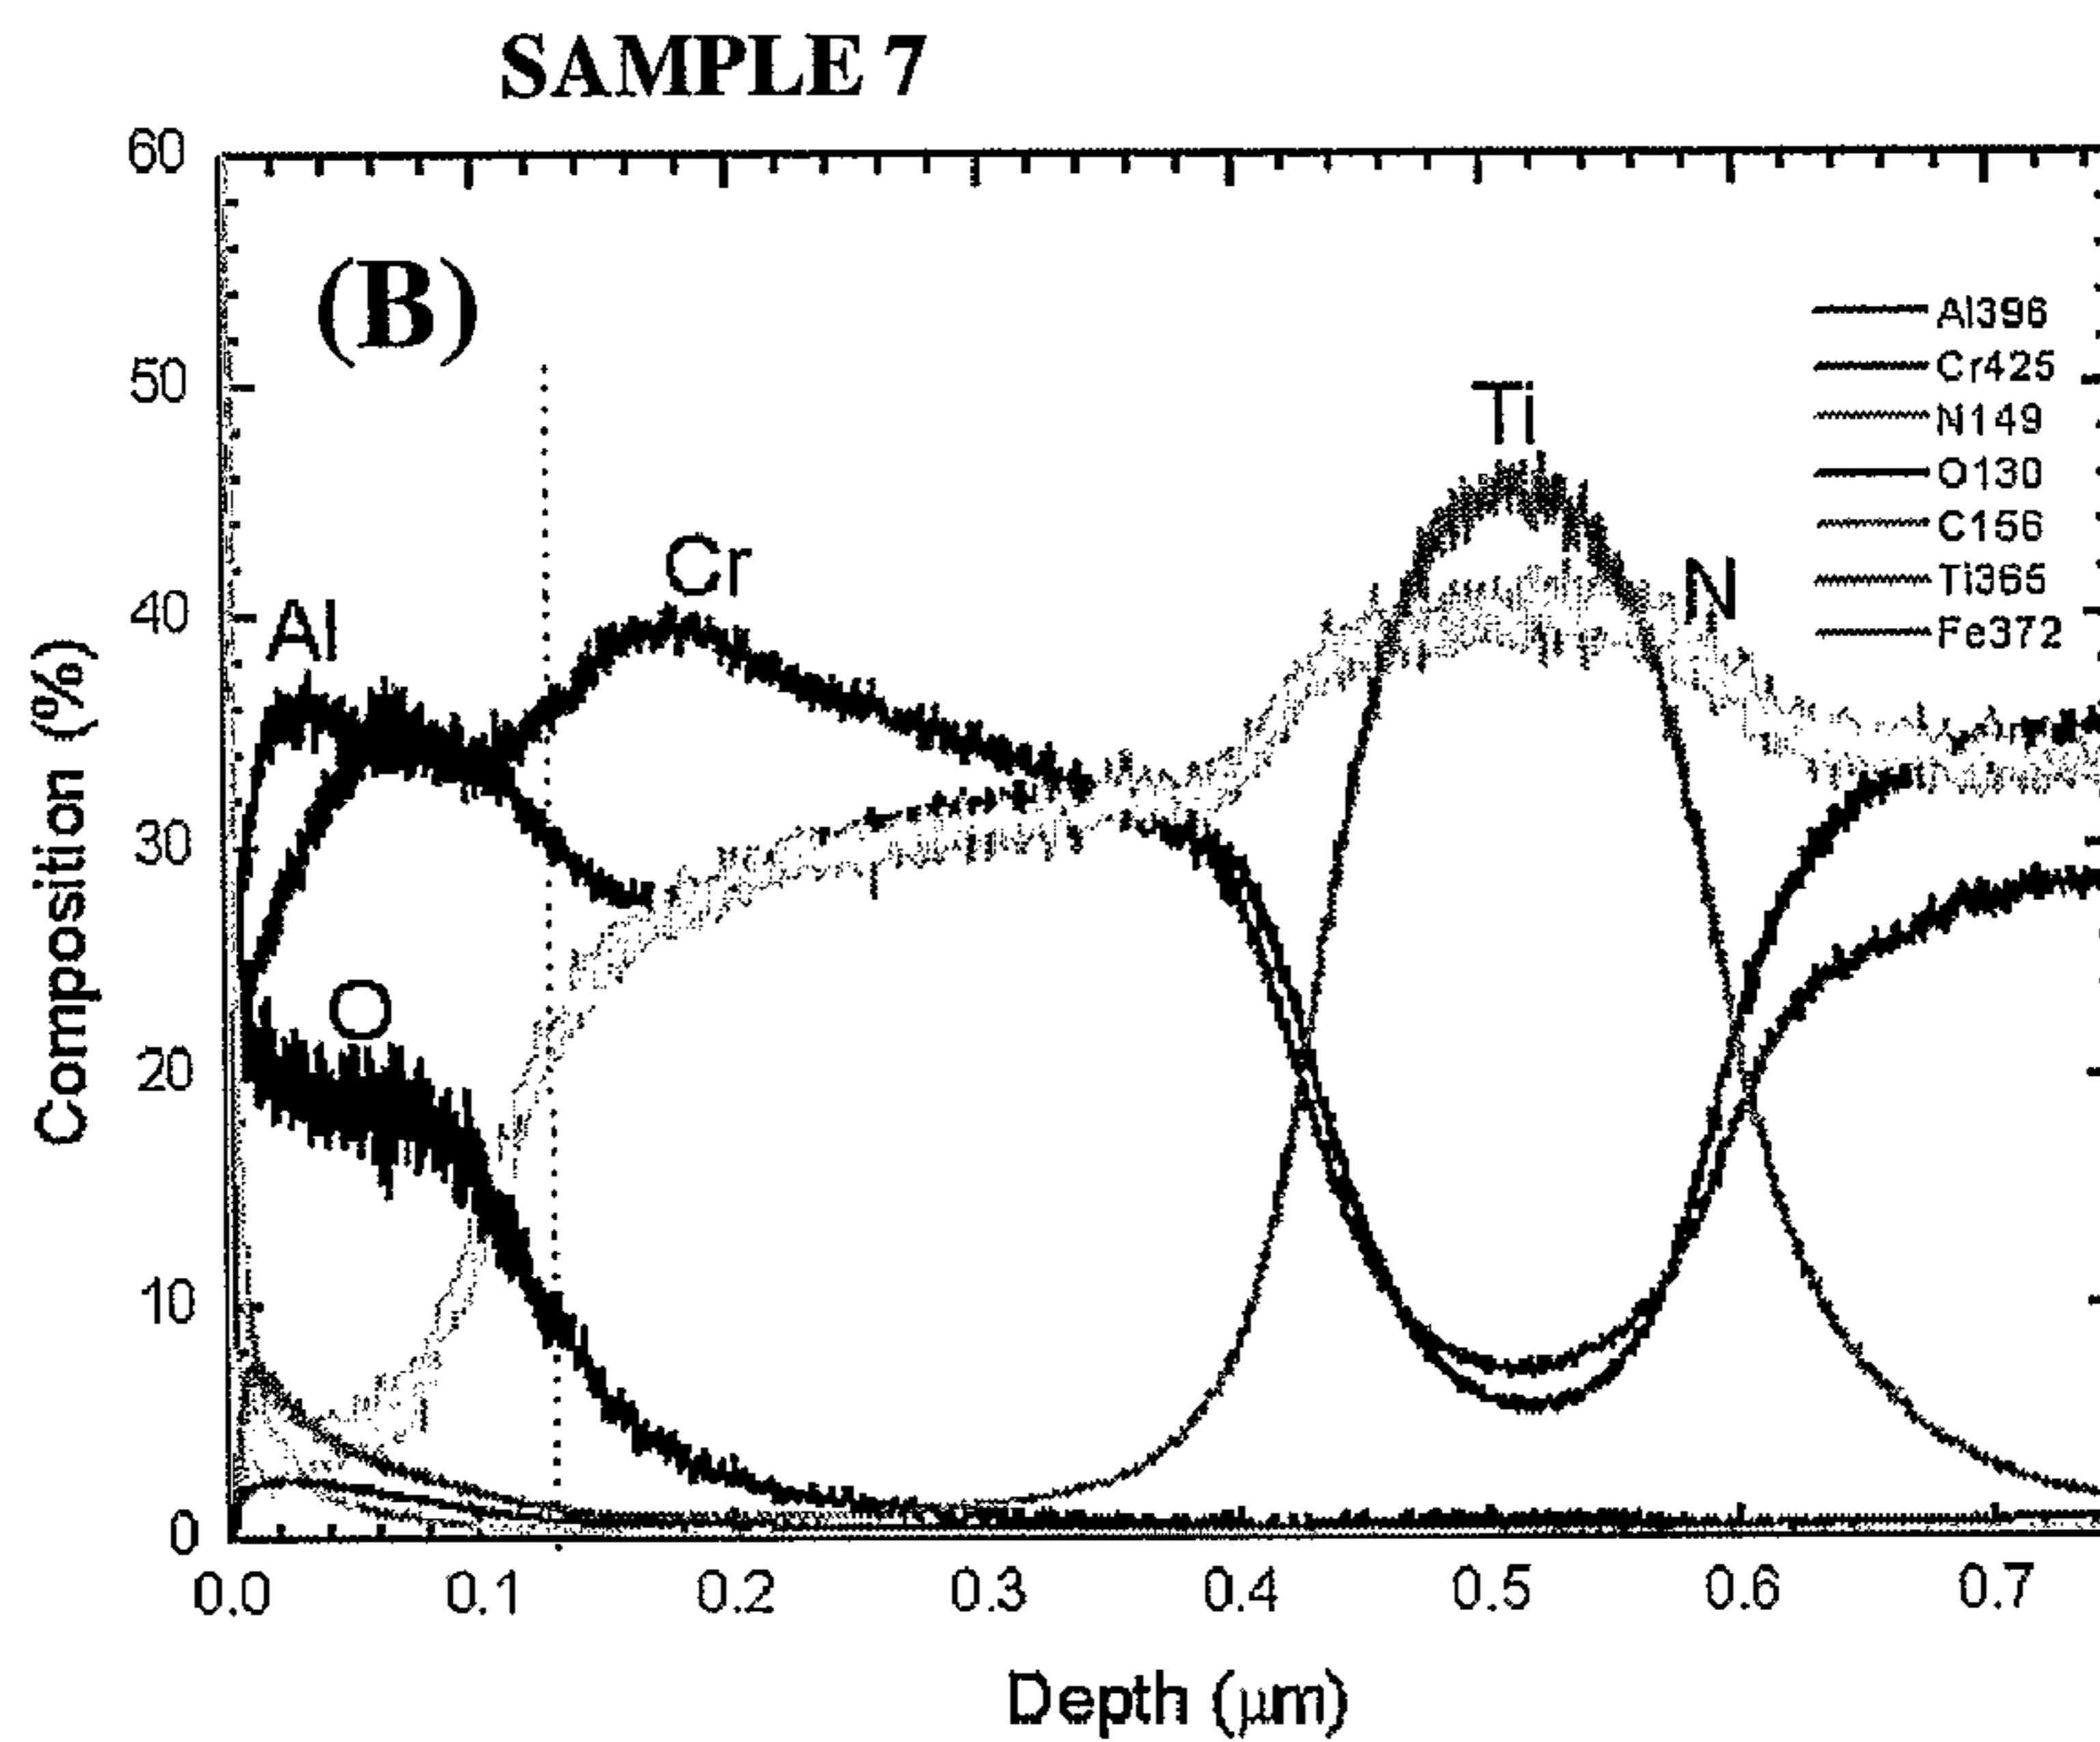 SAMPLE 7
60
(B)
50
40
30
20
10
0
Composition (%)
Al
Cr
O
Ti
N
Al396
Cr425
N149
O130
C156
Ti365
Fe372
0.0 0.1 0.2 0.3 0.4 0.5 0.6 0.7
Depth (μm)